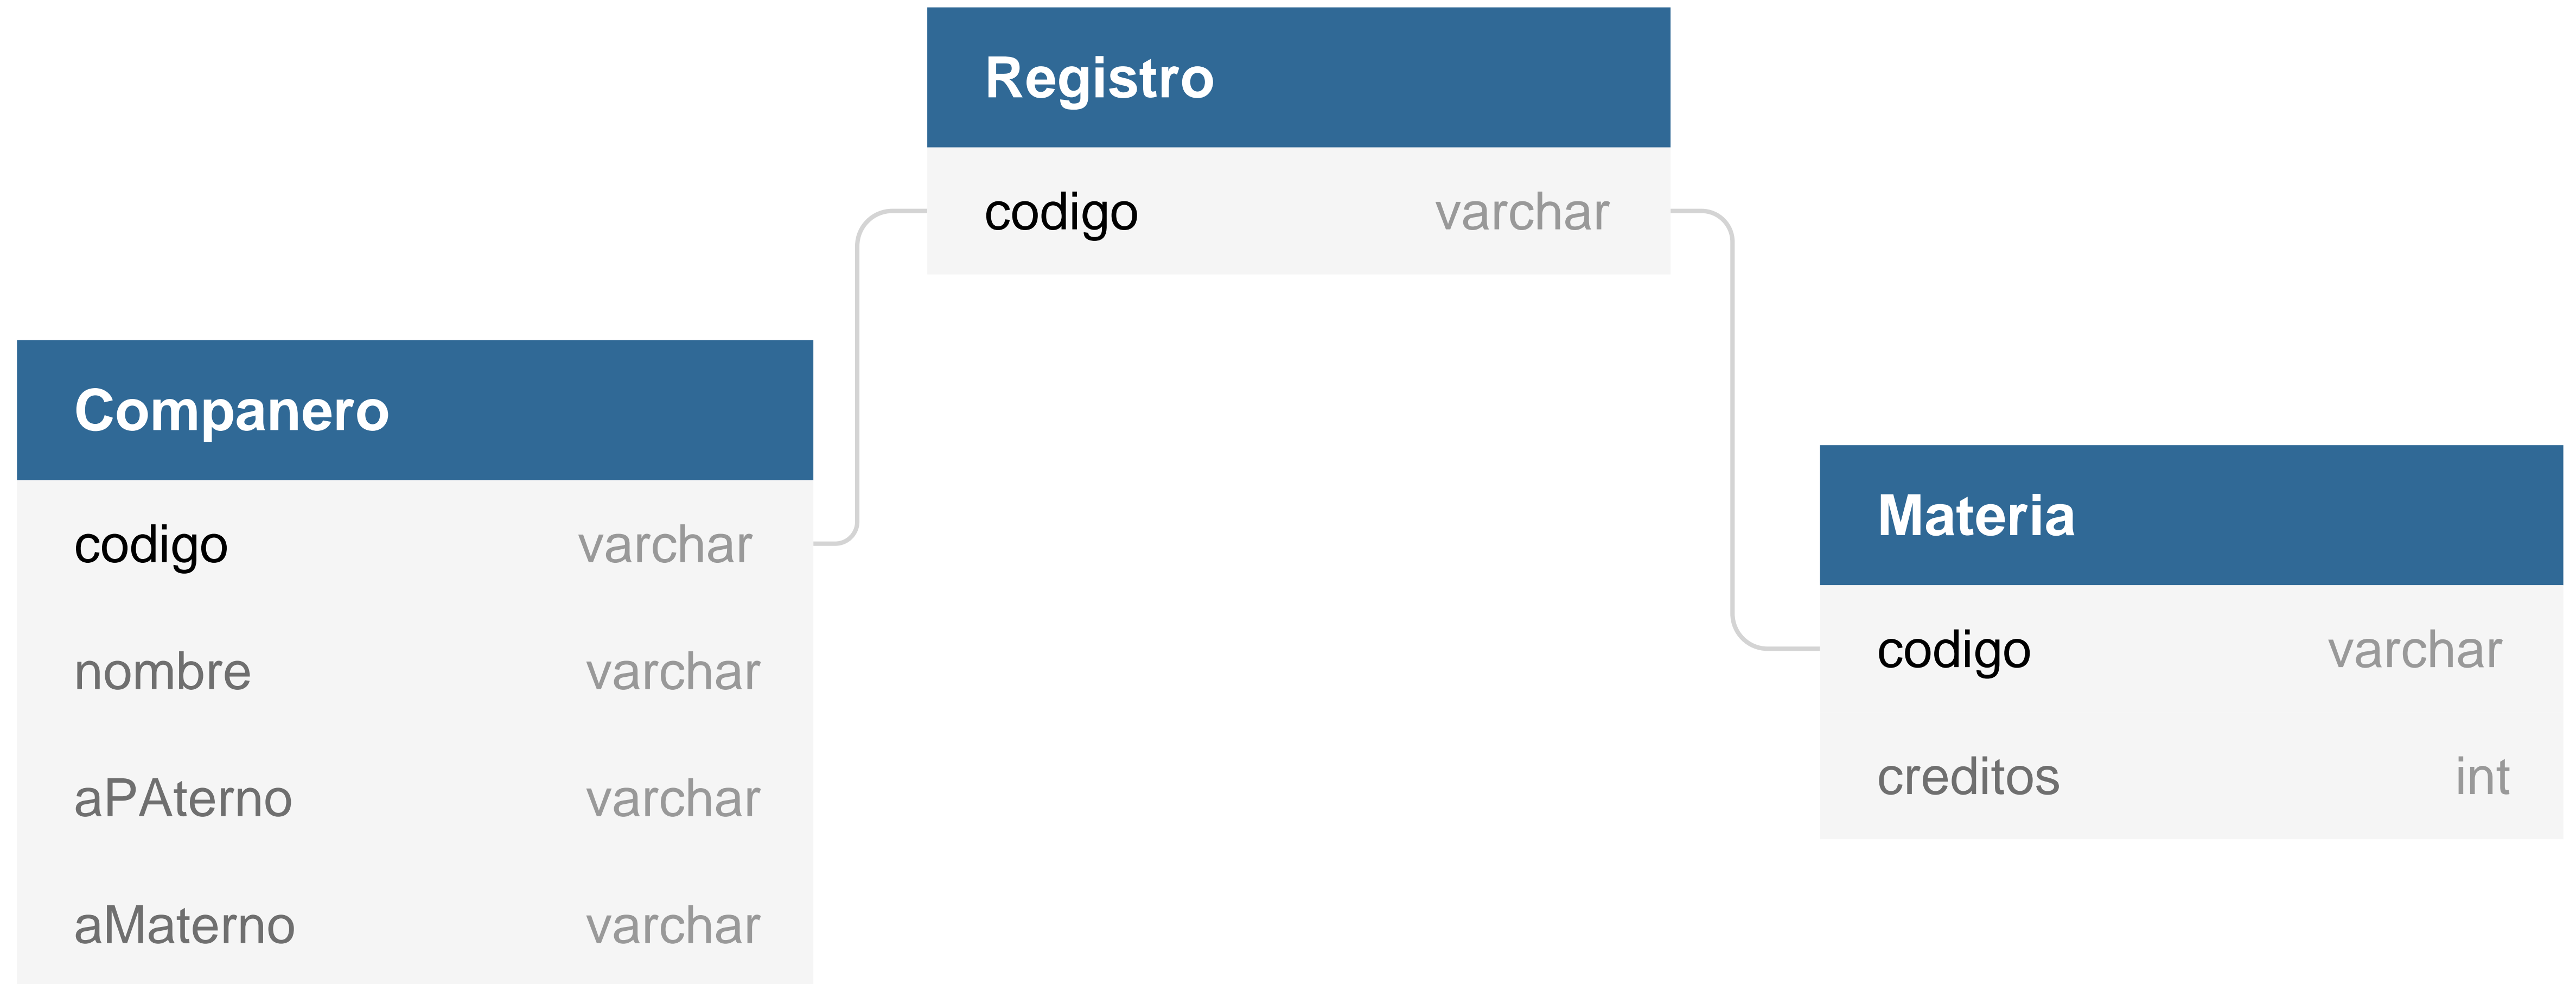 Registro
codigo varchar
Companero
codigo varchar
nombre varchar
aPAterno varchar
aMaterno varchar
Materia
codigo varchar
creditos int